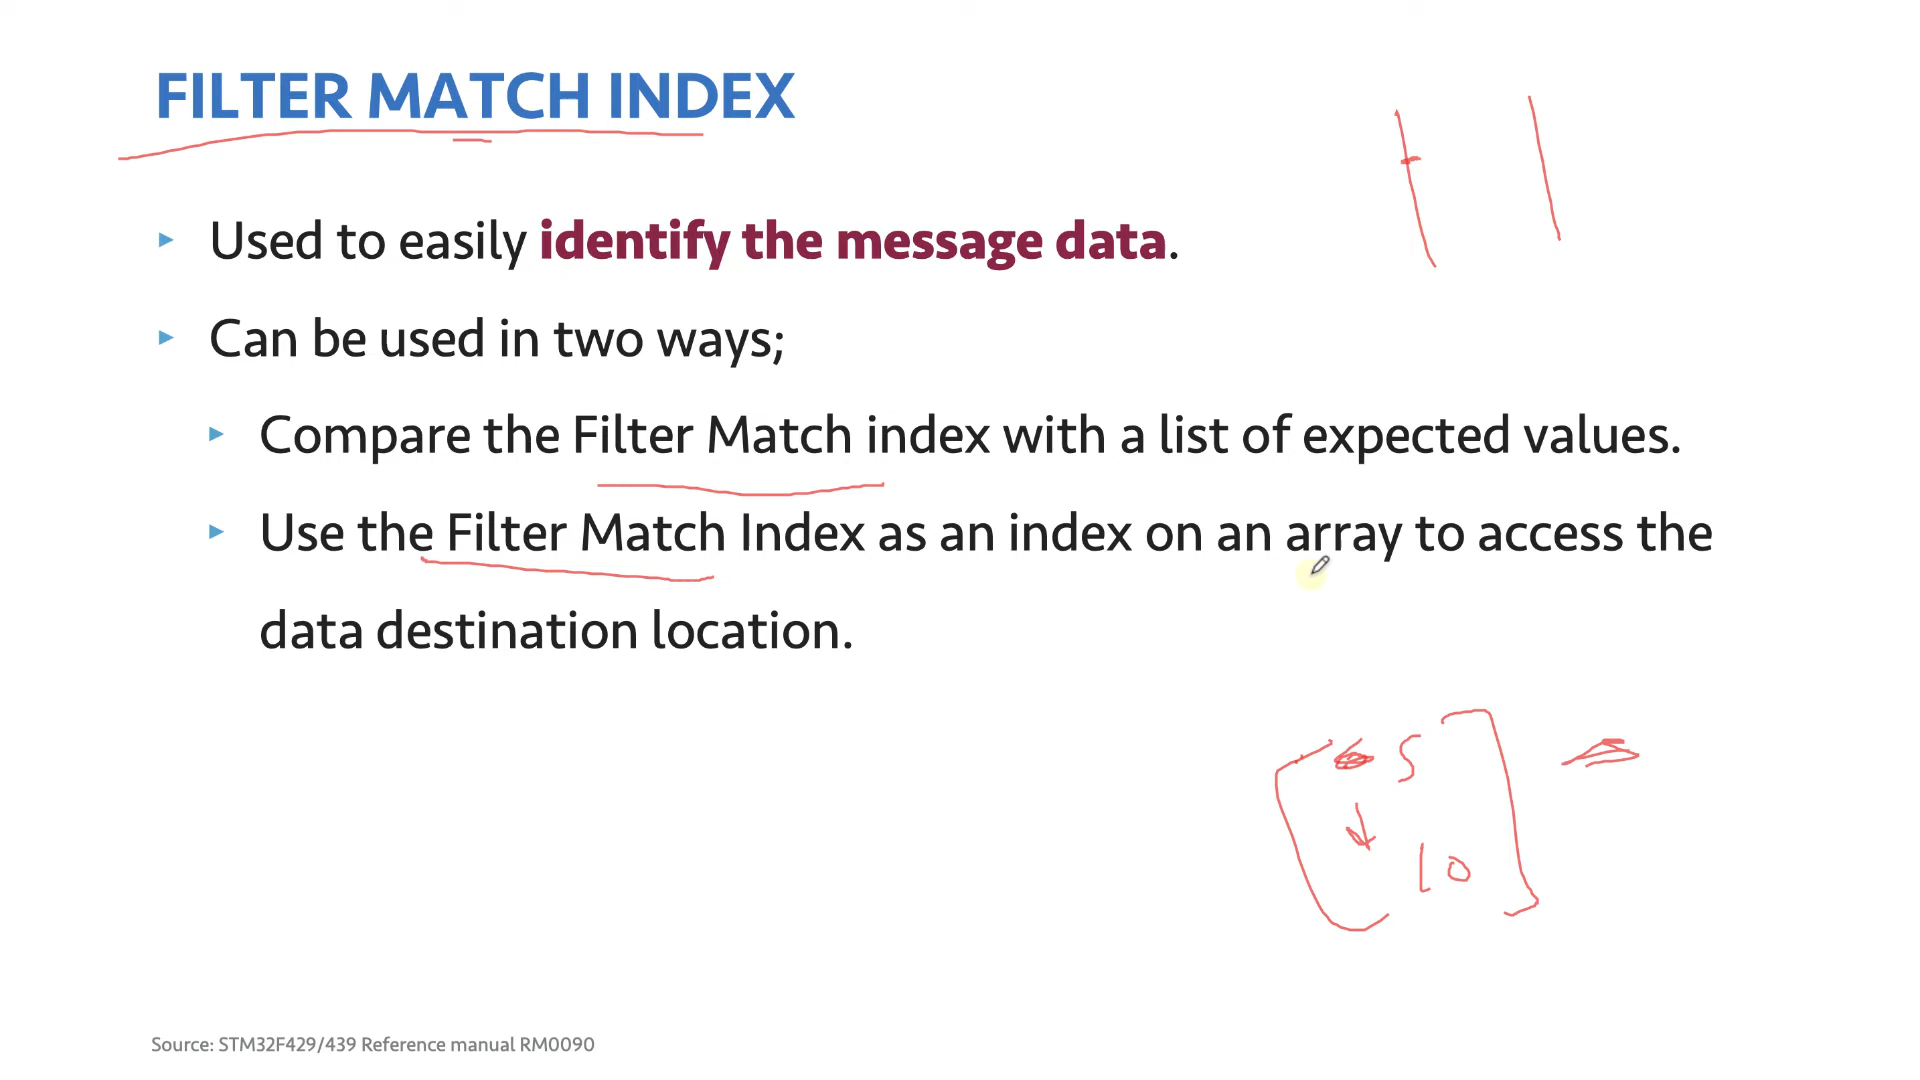 FILTER MATCH INDEX
Used to easily identify the message data.
Can be used in two ways;
Compare the Filter Match index with a list of expected values.
Use the Filter Match Index as an index on an array to access the
data destination location.
5
10
Source: STM32F429/439 Reference manual RM0090